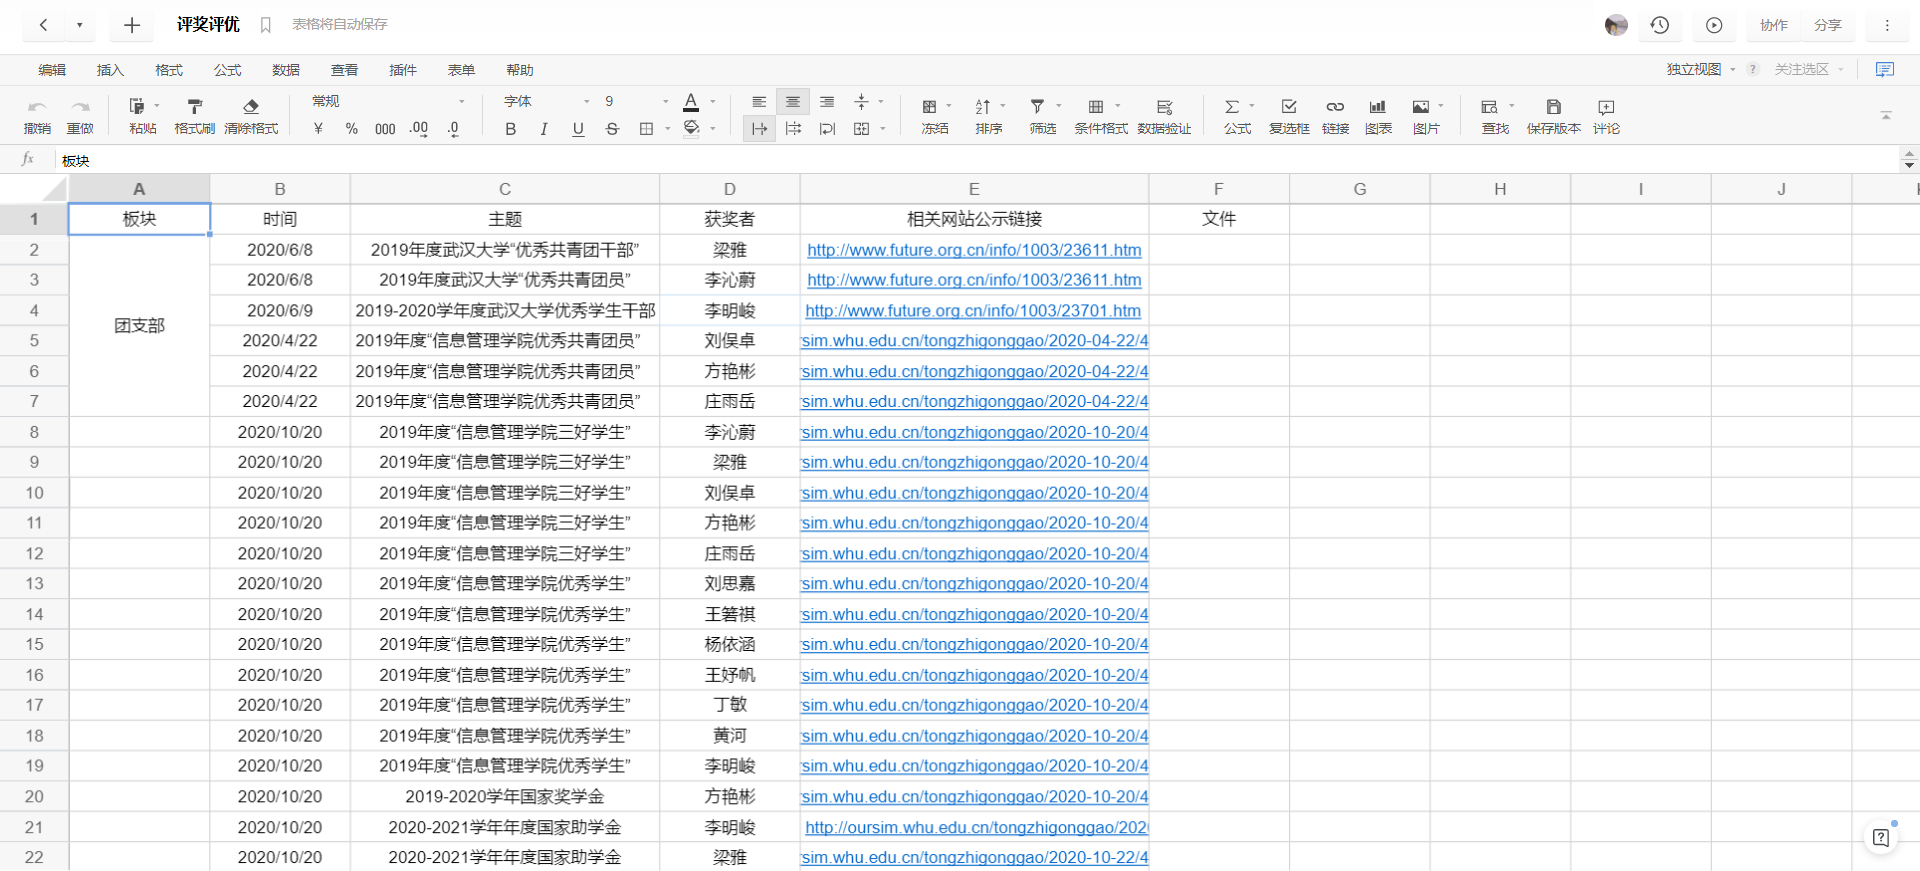 评奖评优 表格将自动保存 协作 分享
编辑 插入 格式 公式 数据 查看 插件 表单 帮助 独立视图 ? 关注选区
常规 字体 9 A
撤销 重做 粘贴 格式刷 清除格式 ¥ % 000 .00 .0 B I U S 冻结 排序 筛选 条件格式 数据验证 公式 复选框 链接 图表 图片 查找 保存版本 评论
fx 板块
A B C D E F G H I J
1 板块 时间 主题 获奖者 相关网站公示链接 文件
2 2020/6/8 2019年度武汉大学“优秀共青团干部” 梁雅 http://www.future.org.cn/info/1003/23611.htm
3 2020/6/8 2019年度武汉大学“优秀共青团员” 李沁蔚 http://www.future.org.cn/info/1003/23611.htm
4 2020/6/9 2019-2020学年度武汉大学优秀学生干部 李明峻 http://www.future.org.cn/info/1003/23701.htm
团支部
5 2020/4/22 2019年度“信息管理学院优秀共青团员” 刘俣卓 sim.whu.edu.cn/tongzhigonggao/2020-04-22/4
6 2020/4/22 2019年度“信息管理学院优秀共青团员” 方艳彬 sim.whu.edu.cn/tongzhigonggao/2020-04-22/4
7 2020/4/22 2019年度“信息管理学院优秀共青团员” 庄雨岳 sim.whu.edu.cn/tongzhigonggao/2020-04-22/4
8 2020/10/20 2019年度“信息管理学院三好学生” 李沁蔚 sim.whu.edu.cn/tongzhigonggao/2020-10-20/4
9 2020/10/20 2019年度“信息管理学院三好学生” 梁雅 sim.whu.edu.cn/tongzhigonggao/2020-10-20/4
10 2020/10/20 2019年度“信息管理学院三好学生” 刘俣卓 sim.whu.edu.cn/tongzhigonggao/2020-10-20/4
11 2020/10/20 2019年度“信息管理学院三好学生” 方艳彬 sim.whu.edu.cn/tongzhigonggao/2020-10-20/4
12 2020/10/20 2019年度“信息管理学院三好学生” 庄雨岳 sim.whu.edu.cn/tongzhigonggao/2020-10-20/4
13 2020/10/20 2019年度“信息管理学院优秀学生” 刘思嘉 sim.whu.edu.cn/tongzhigonggao/2020-10-20/4
14 2020/10/20 2019年度“信息管理学院优秀学生” 王箬祺 sim.whu.edu.cn/tongzhigonggao/2020-10-20/4
15 2020/10/20 2019年度“信息管理学院优秀学生” 杨依涵 sim.whu.edu.cn/tongzhigonggao/2020-10-20/4
16 2020/10/20 2019年度“信息管理学院优秀学生” 王妤帆 sim.whu.edu.cn/tongzhigonggao/2020-10-20/4
17 2020/10/20 2019年度“信息管理学院优秀学生” 丁敏 sim.whu.edu.cn/tongzhigonggao/2020-10-20/4
18 2020/10/20 2019年度“信息管理学院优秀学生” 黄河 sim.whu.edu.cn/tongzhigonggao/2020-10-20/4
19 2020/10/20 2019年度“信息管理学院优秀学生” 李明峻 sim.whu.edu.cn/tongzhigonggao/2020-10-20/4
20 2020/10/20 2019-2020学年国家奖学金 方艳彬 sim.whu.edu.cn/tongzhigonggao/2020-10-20/4
21 2020/10/20 2020-2021学年年度国家助学金 李明峻 http://oursim.whu.edu.cn/tongzhigonggao/202
22 2020/10/20 2020-2021学年年度国家助学金 梁雅 sim.whu.edu.cn/tongzhigonggao/2020-10-22/4